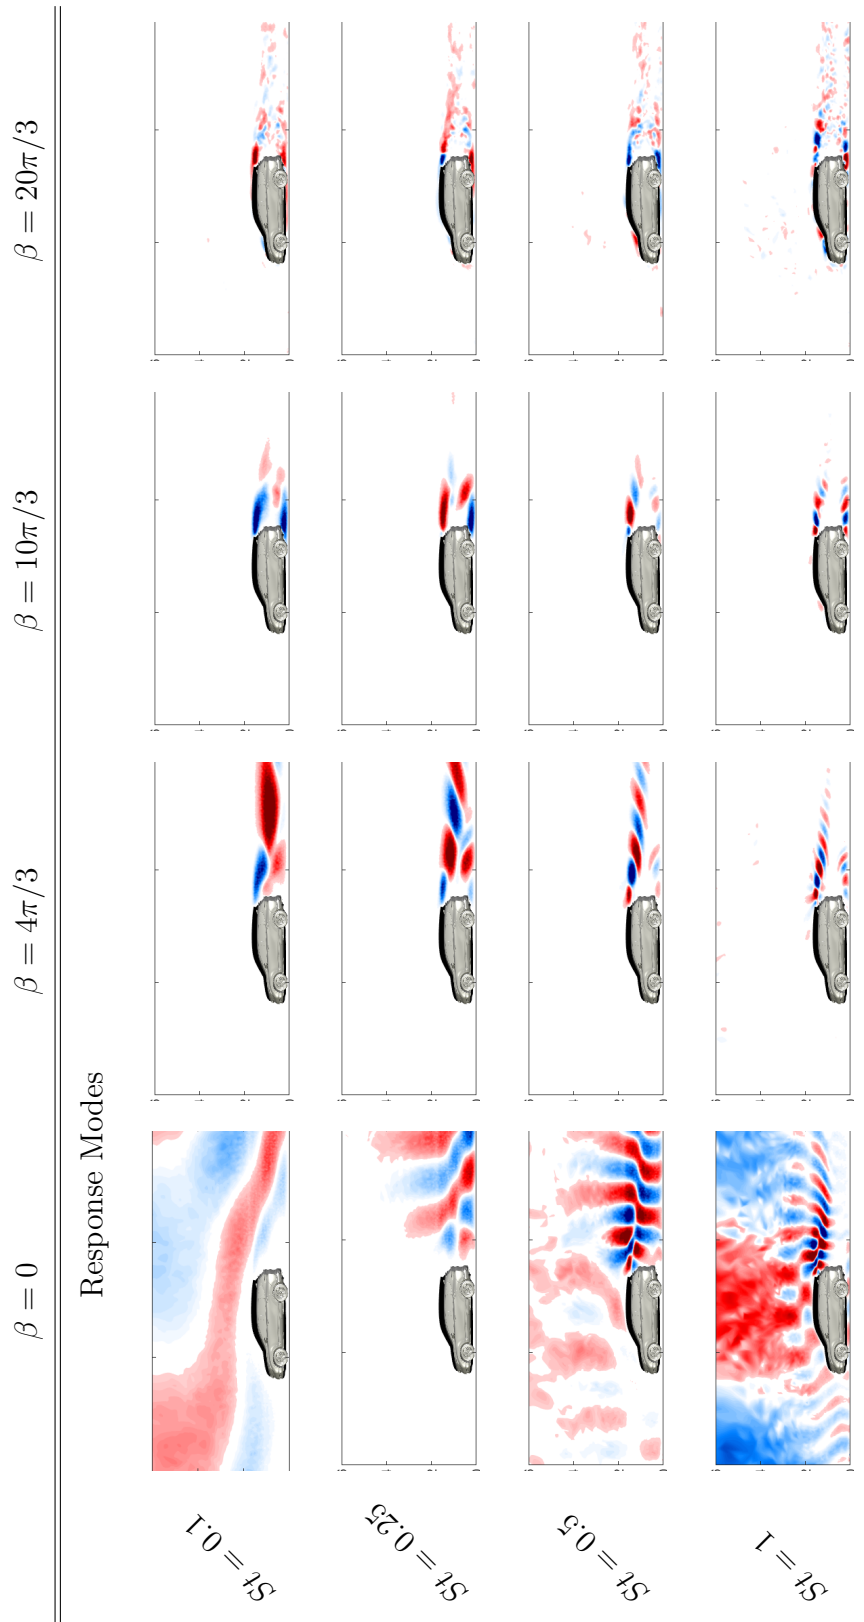 β = 0 β = 4π/3 β = 10π/3 β = 20π/3
Response Modes
St = 0.1
St = 0.25
St = 0.5
St = 1